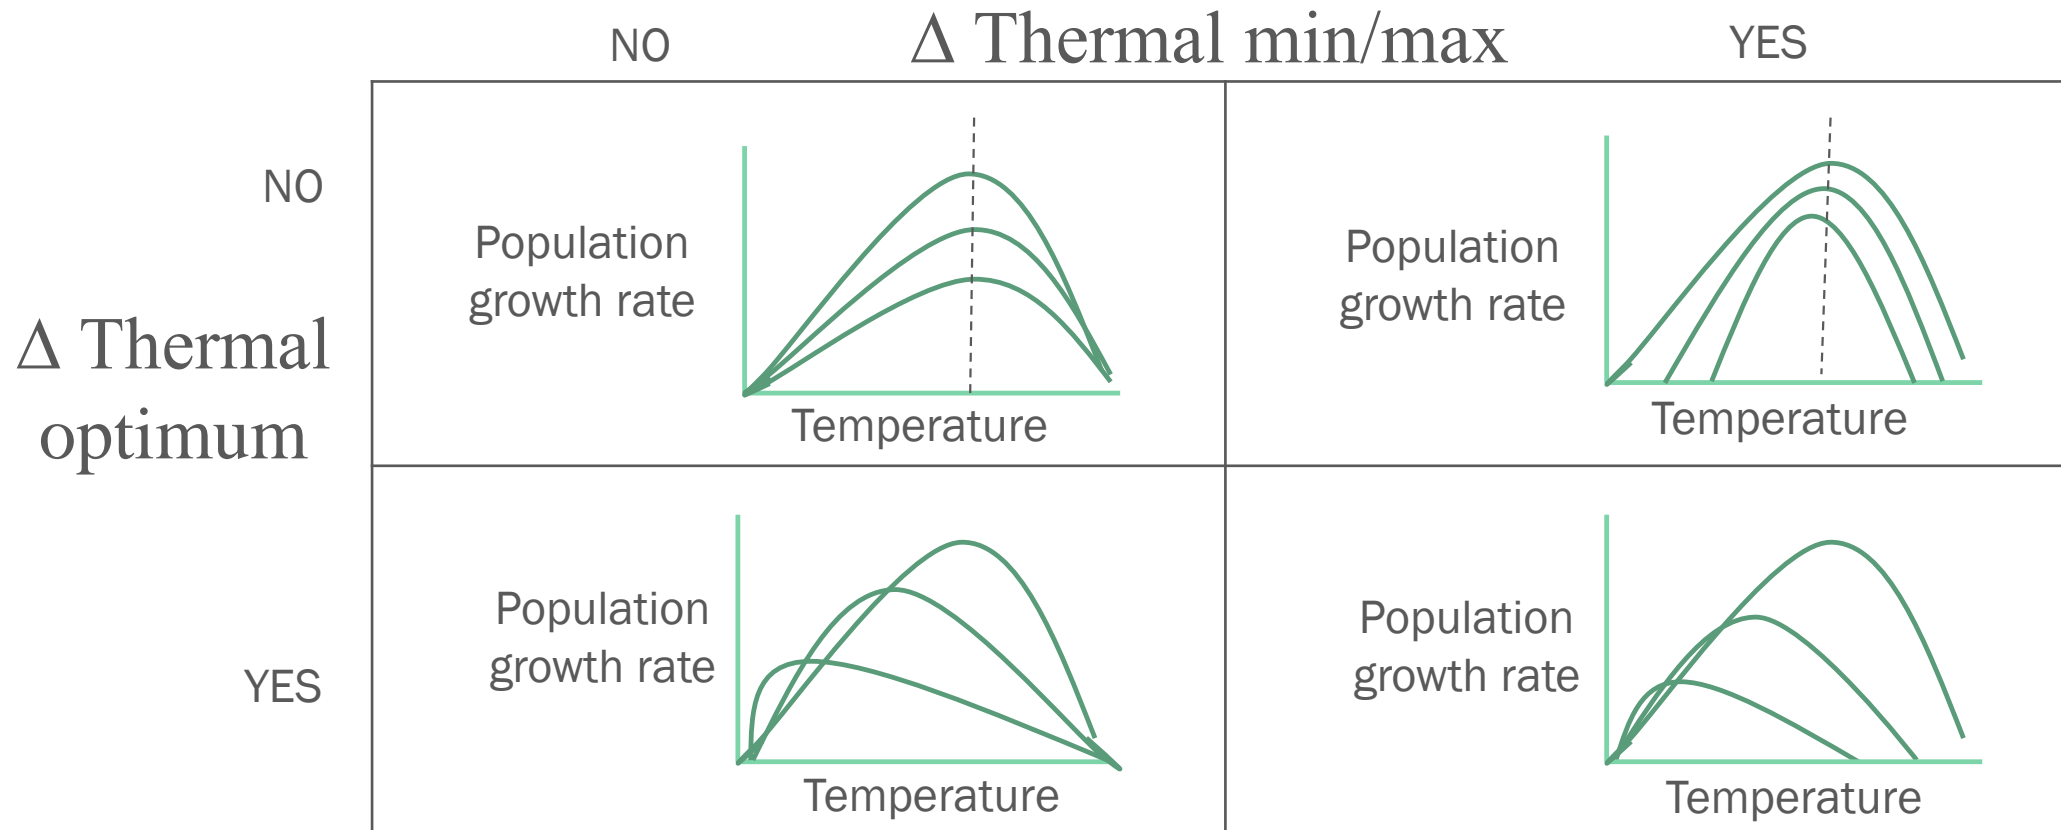 NO
Δ Thermal min/max
YES
NO
Population
growth rate
Temperature
Population
growth rate
Temperature
Δ Thermal
optimum
YES
Population
growth rate
Temperature
Population
growth rate
Temperature